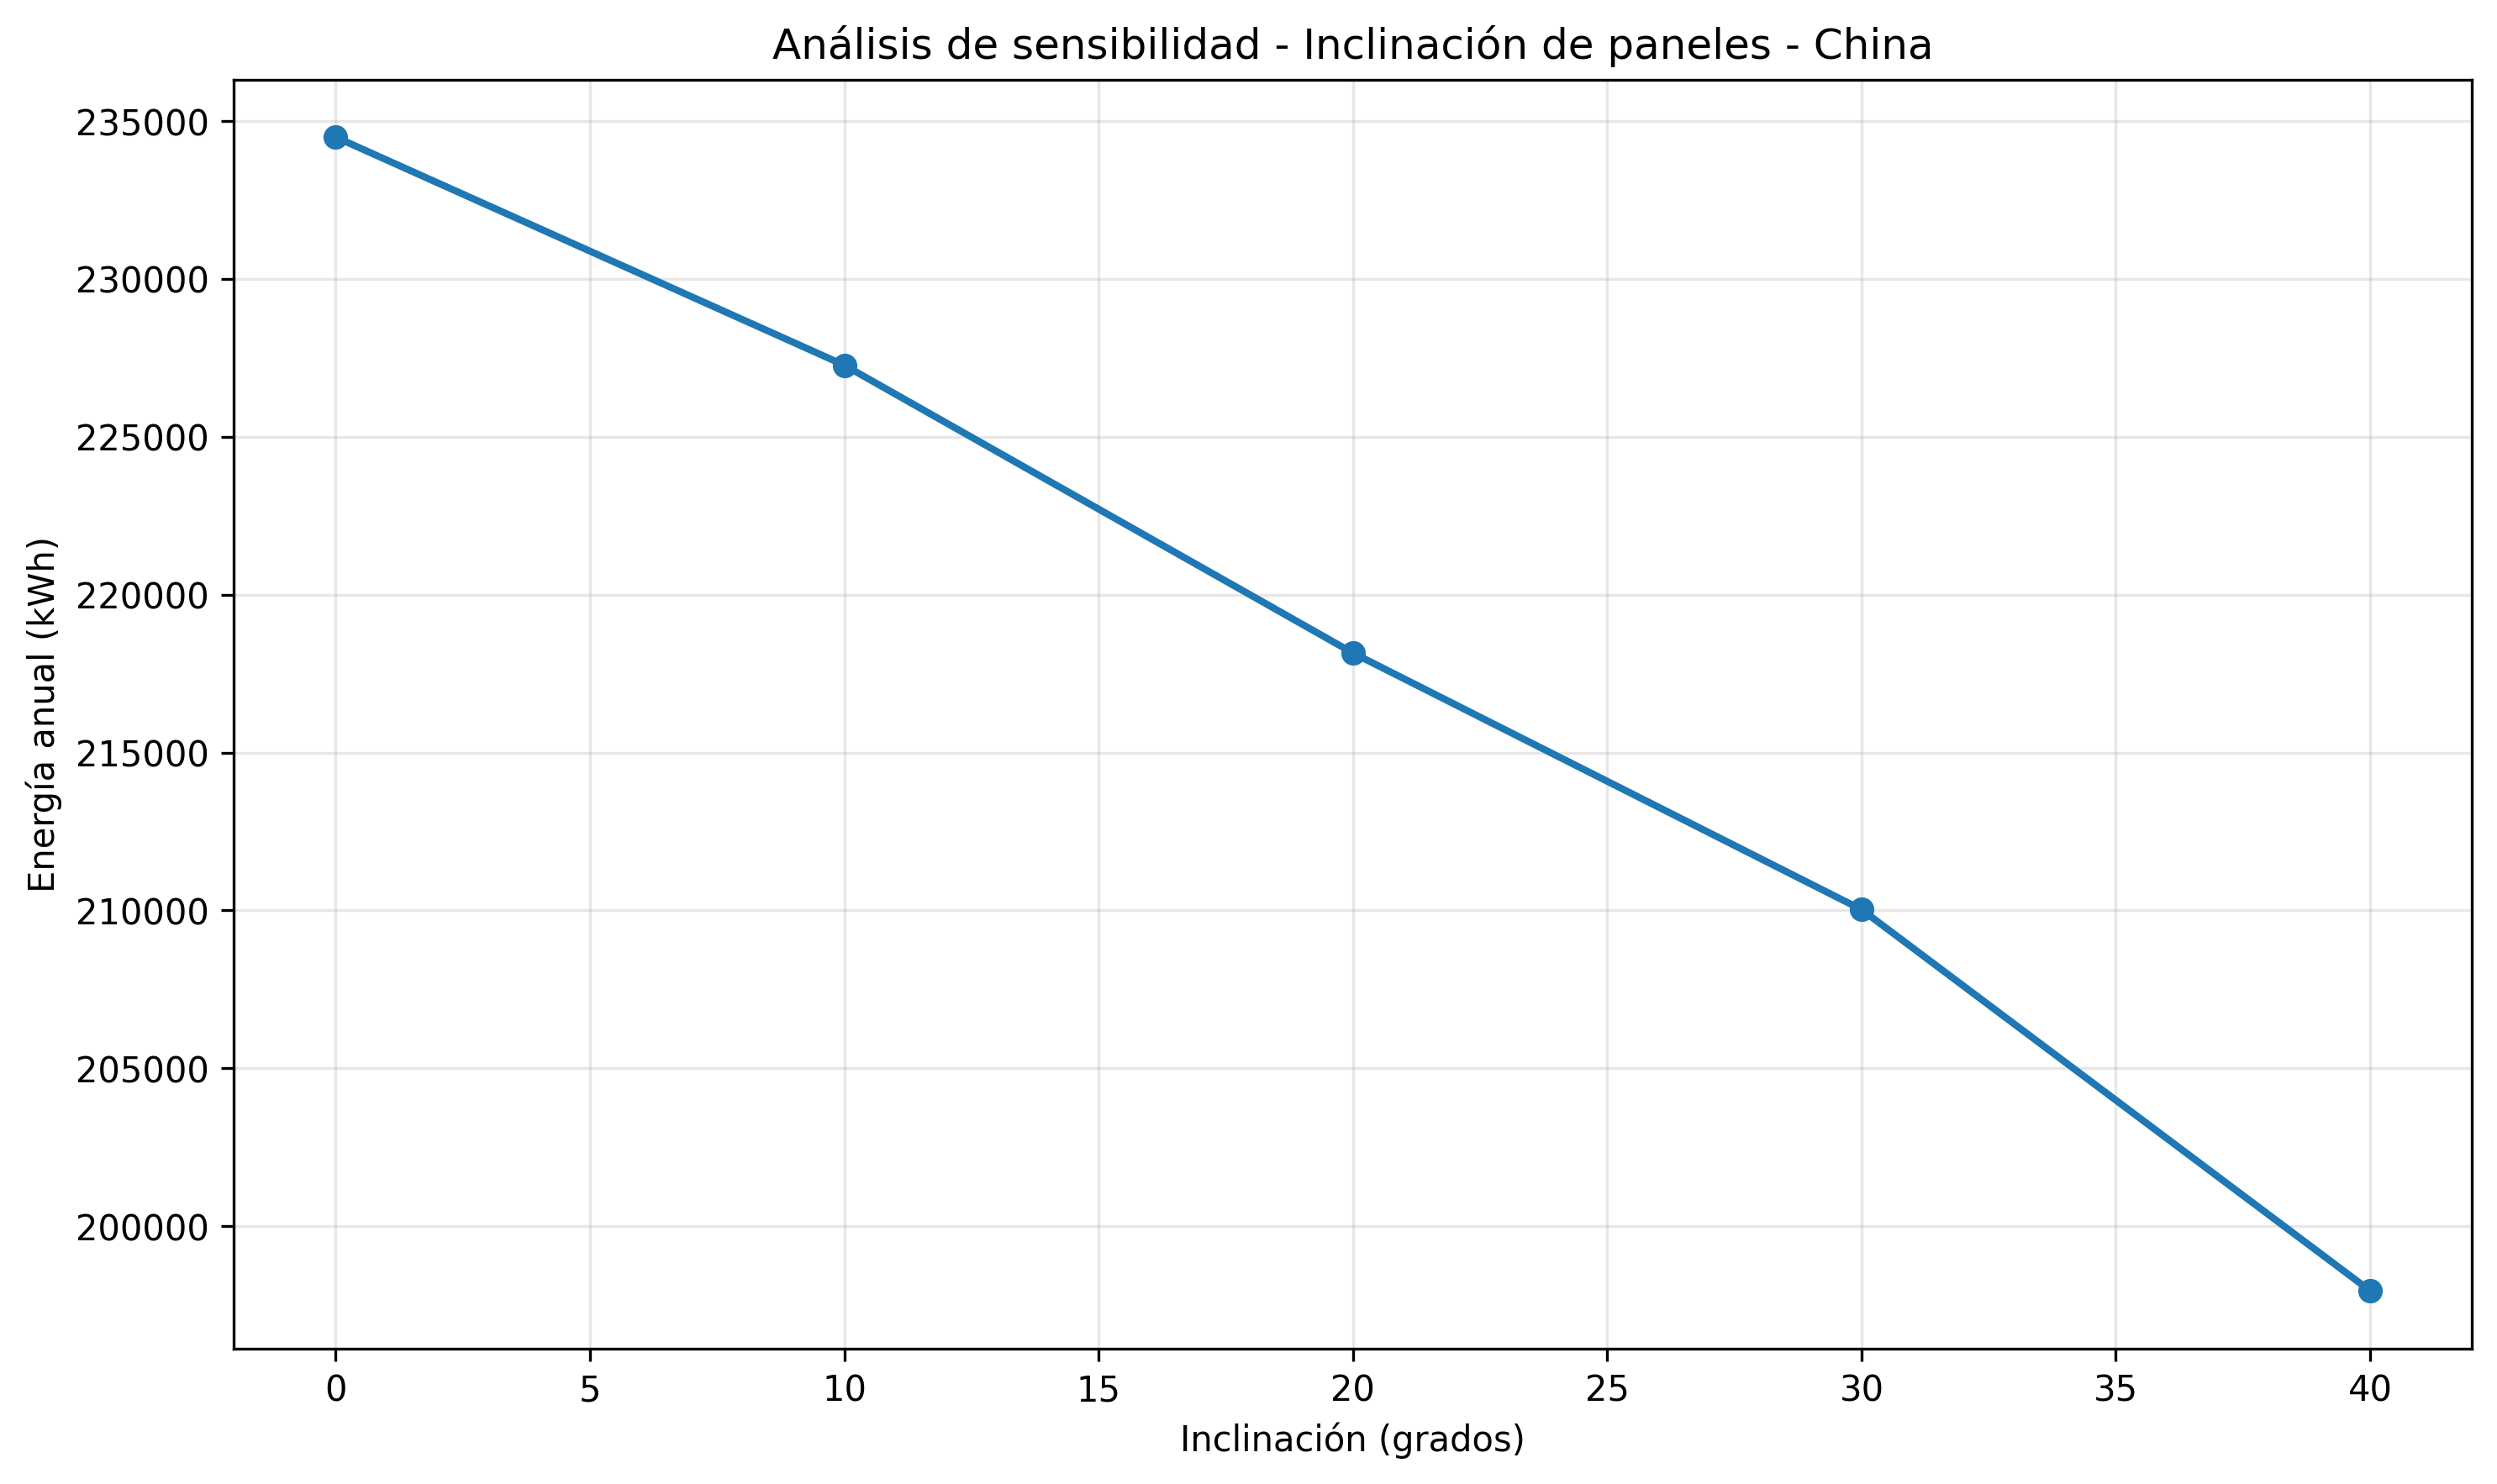 Análisis de sensibilidad - Inclinación de paneles - China
235000
230000
225000
220000
215000
210000
205000
200000
Energía anual (kWh)
0 5 10 15 20 25 30 35 40
Inclinación (grados)